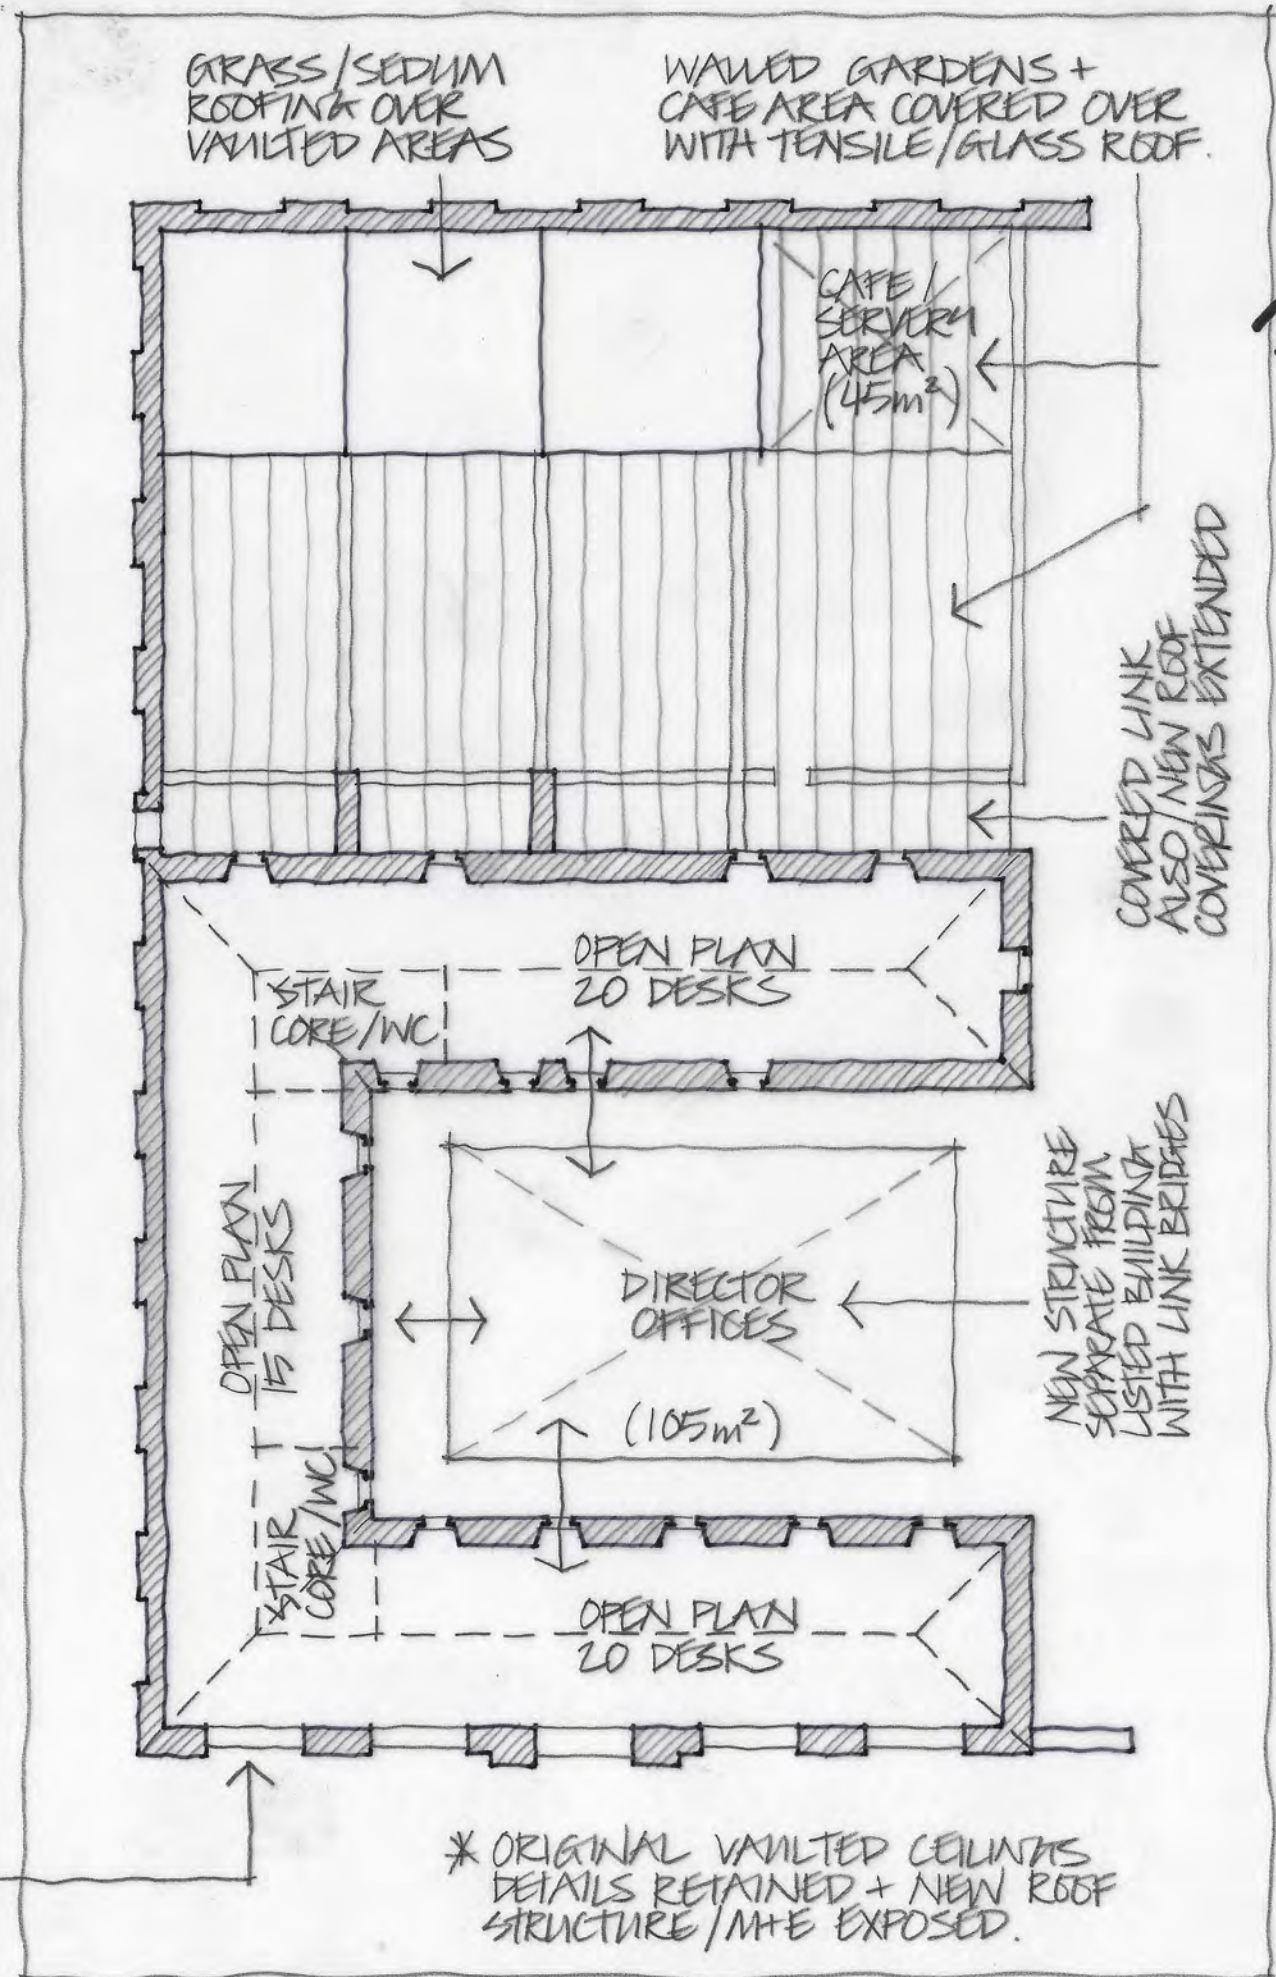 GRASS/SEDUM
ROOFING OVER
VAULTED AREAS
WALLED GARDENS +
CAFE AREA COVERED OVER
WITH TENSILE/GLASS ROOF.
CAFE/
SERVERY
AREA
(45m²)
COVERED LINK
ALSO/NEW ROOF
COVERINGS EXTENDED
OPEN PLAN
20 DESKS
STAIR
CORE/WC
OPEN PLAN
15 DESKS
DIRECTOR
OFFICES
(105m²)
NEW STRUCTURE
SEPARATE FROM
LISTED BUILDING
WITH LINK BRIDGES
STAIR
CORE/WC
OPEN PLAN
20 DESKS
* ORIGINAL VAULTED CEILINGS
DETAILS RETAINED + NEW ROOF
STRUCTURE/M+E EXPOSED.